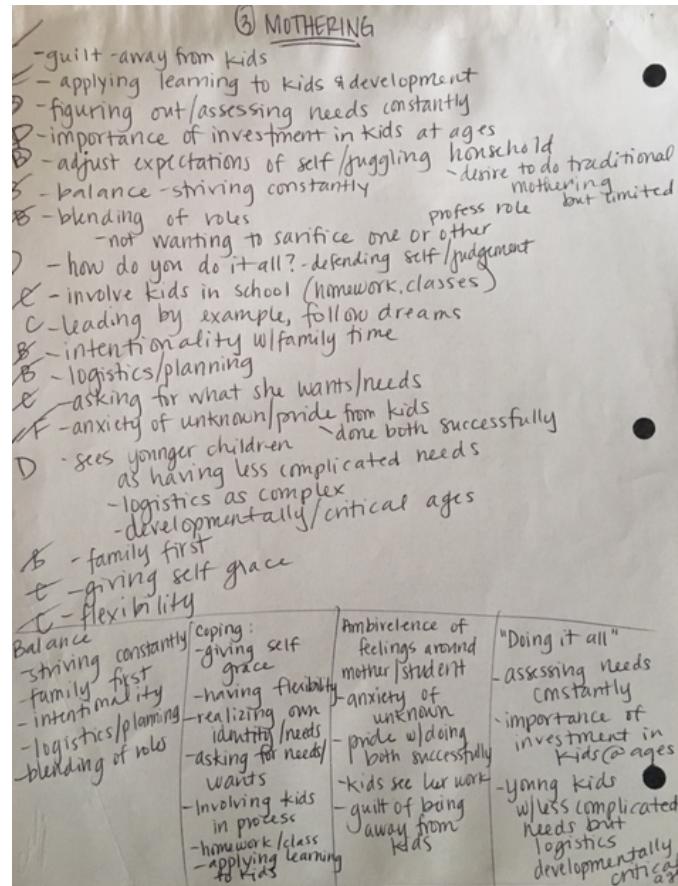 ③ MOTHERING
-guilt -away from kids
- applying learning to kids & development
D -figuring out/assessing needs constantly
D -importance of investment in kids at ages
B -adjust expectations of self/juggling household
-desire to do traditional
mothering
but limited
B - balance -striving constantly
B -blending of roles
profess role
-not wanting to sarifice one or other
D - how do you do it all? -defending self/judgement
C - involve kids in school (homework, classes)
C -leading by example, follow dreams
B -intentionality w/family time
B -logistics/planning
C -asking for what she wants/needs
F -anxiety of unknown/pride from kids
-done both successfully
D - sees younger children
as having less complicated needs
-logistics as complex
-developmentally/critical ages
B - family first
C -giving self grace
C -flexibility
Balance
-striving constantly
-family first
- intentionality
-logistics/planning
-blending of roles
Coping:
-giving self
grace
-having flexibility
-realizing own
identity/needs
-asking for needs/
wants
-Involving kids
in process
-homework/class
-applying learning
to kids
Ambivelence of
feelings around
mother/student
-anxiety of
unknown
- pride w/doing
both successfully
-kids see her work
- guilt of being
away from
kids
"Doing it all"
-assessing needs
constantly
-importance of
investment in
kids@ages
-young kids
w/less complicated
needs but
logistics
developmentally
critical